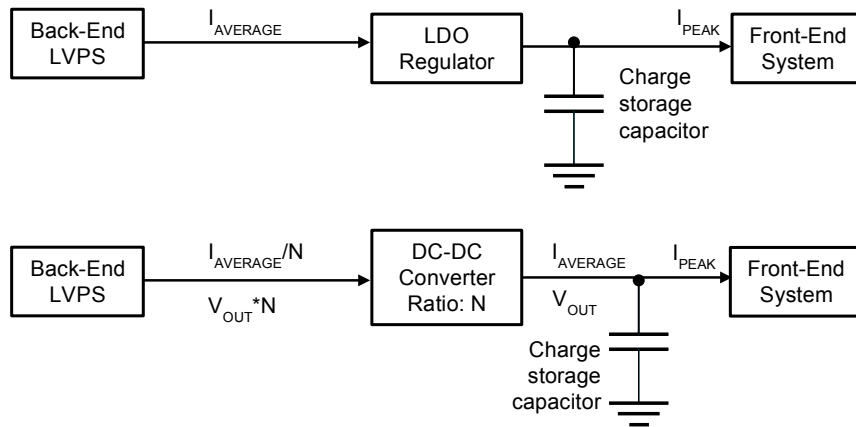 Back-End
LVPS
I_AVERAGE
LDO
Regulator
I_PEAK
Front-End
System
Charge
storage
capacitor
Back-End
LVPS
I_AVERAGE/N
V_OUT*N
DC-DC
Converter
Ratio: N
I_AVERAGE
V_OUT
I_PEAK
Front-End
System
Charge
storage
capacitor